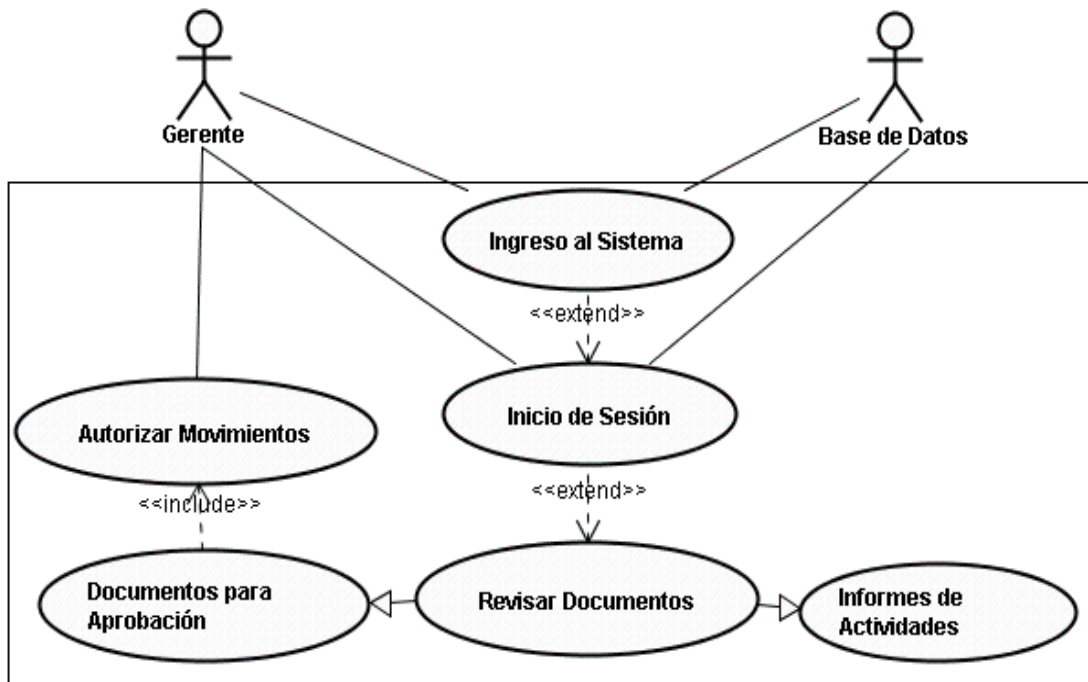 Gerente
Base de Datos
Ingreso al Sistema
<<extend>>
Inicio de Sesión
Autorizar Movimientos
<<extend>>
<<include>>
Documentos para
Aprobación
Revisar Documentos
Informes de
Actividades